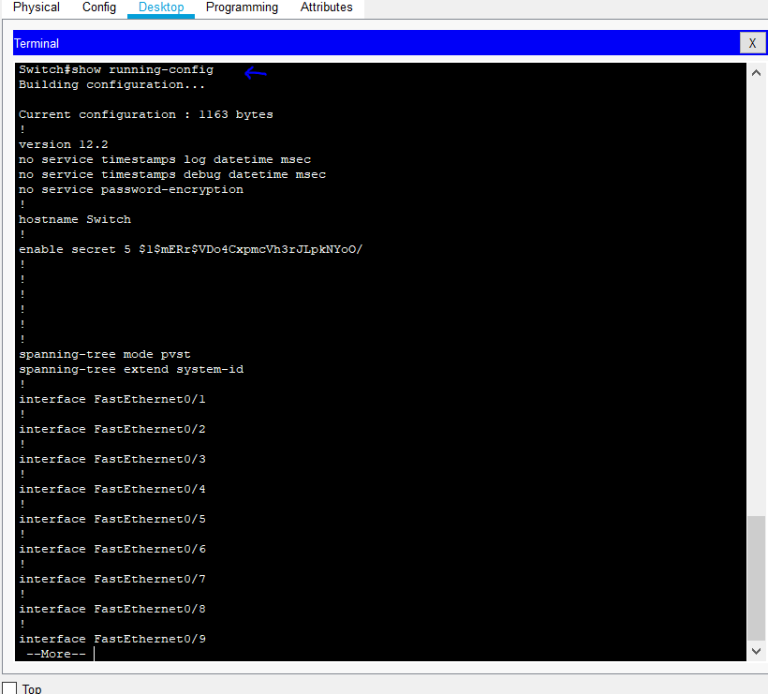 Physical Config Desktop Programming Attributes
Terminal X
Switch#show running-config
Building configuration...
Current configuration : 1163 bytes
!
version 12.2
no service timestamps log datetime msec
no service timestamps debug datetime msec
no service password-encryption
!
hostname Switch
!
enable secret 5 $1$mERr$VDo4CxpmcVh3rJLpkNYoO/
!
!
!
!
!
!
spanning-tree mode pvst
spanning-tree extend system-id
!
interface FastEthernet0/1
!
interface FastEthernet0/2
!
interface FastEthernet0/3
!
interface FastEthernet0/4
!
interface FastEthernet0/5
!
interface FastEthernet0/6
!
interface FastEthernet0/7
!
interface FastEthernet0/8
!
interface FastEthernet0/9
--More--
Top